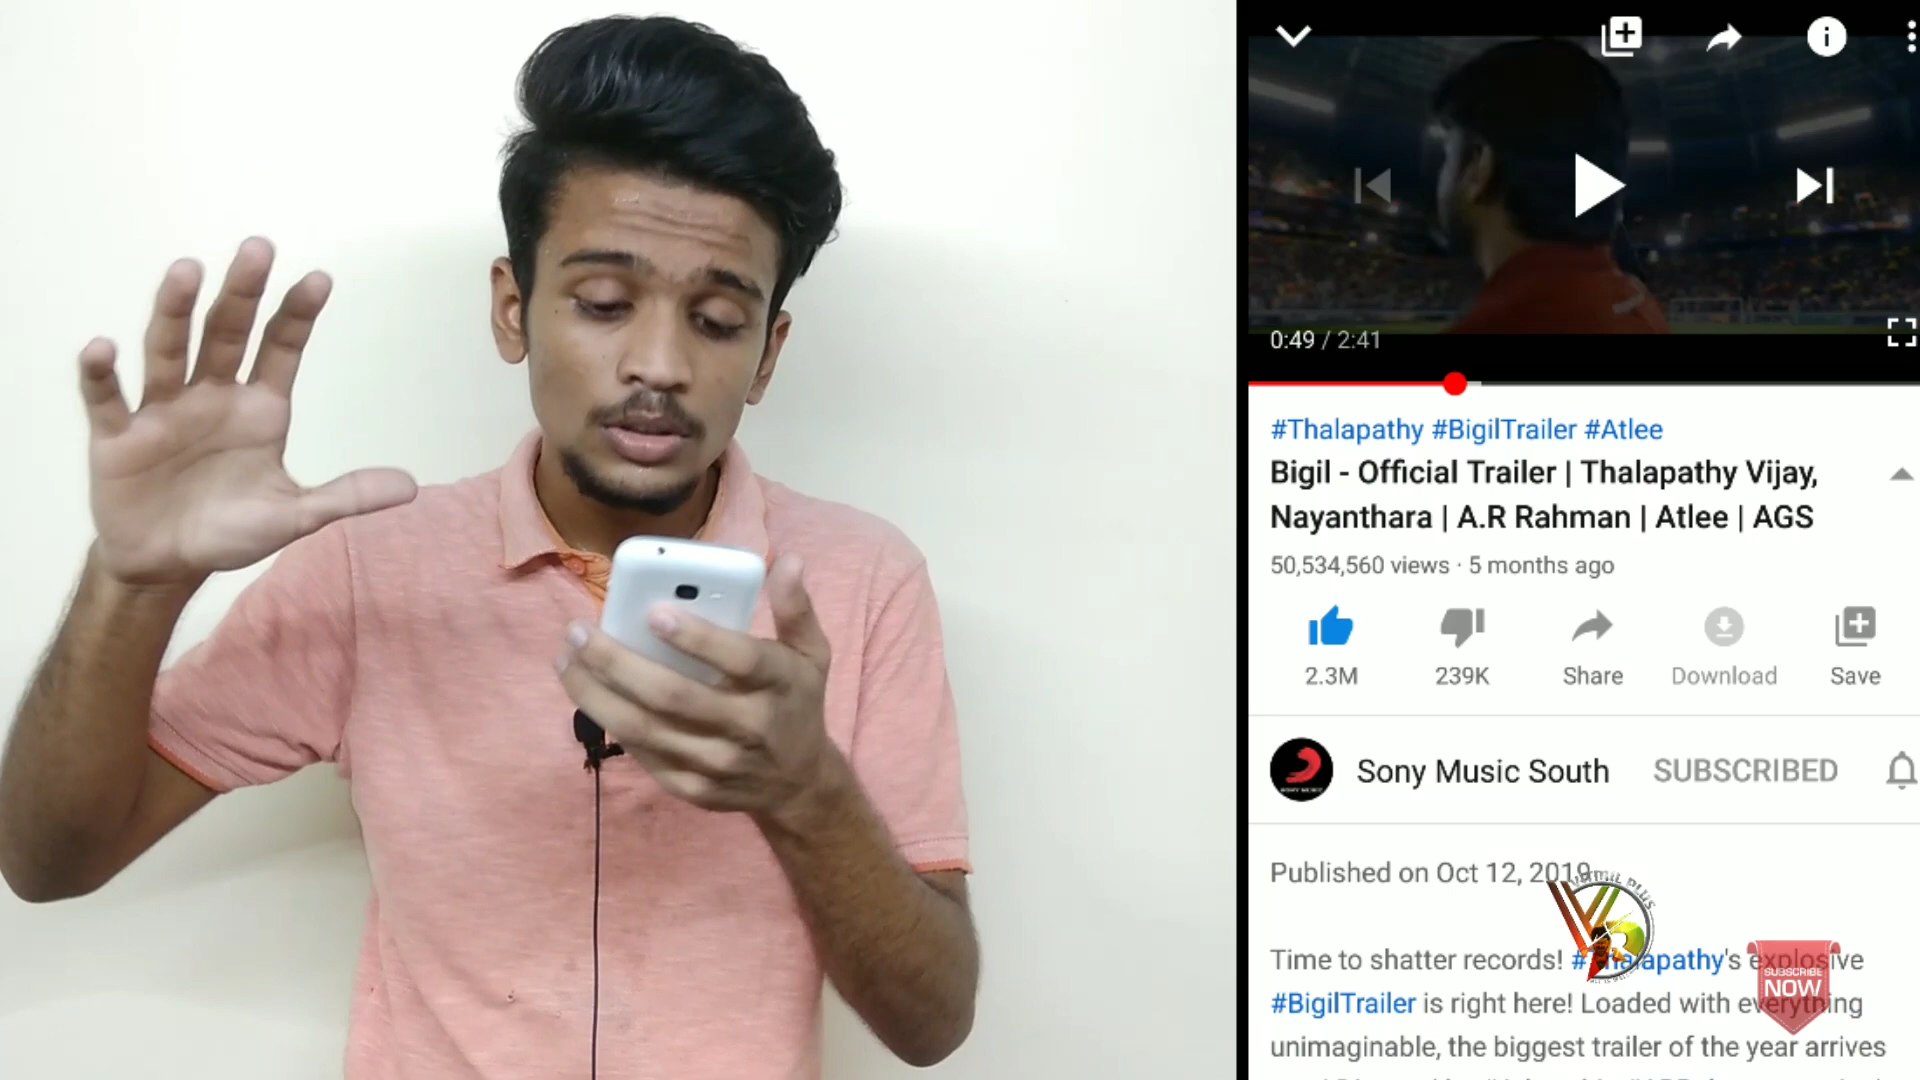 0:49 / 2:41
#Thalapathy #BigilTrailer #Atlee
Bigil - Official Trailer | Thalapathy Vijay,
Nayanthara | A.R Rahman | Atlee | AGS
50,534,560 views · 5 months ago
2.3M
239K
Share
Download
Save
Sony Music South
SUBSCRIBED
Published on Oct 12, 2019
Time to shatter records! #Thalapathy's explosive
#BigilTrailer is right here! Loaded with everything
unimaginable, the biggest trailer of the year arrives
SUBSCRIBE
NOW